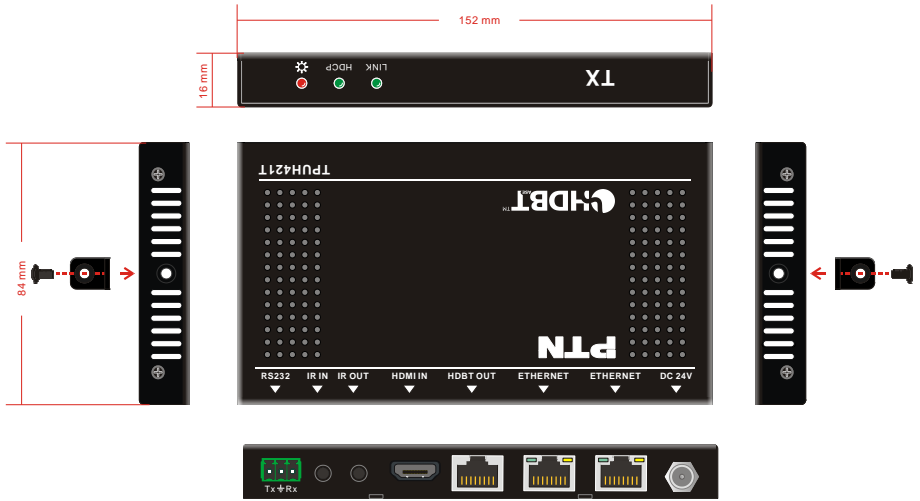 152 mm
16 mm
HDCP
LINK
TX
84 mm
TPUH421T
HDBT™
PTN
RS232 IR IN IR OUT HDMI IN HDBT OUT ETHERNET ETHERNET DC 24V
Tx Rx